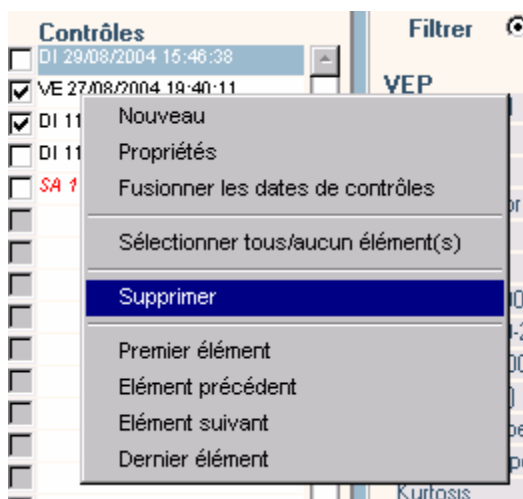 Contrôles
Filtrer
DI 29/08/2004 15:46:38
VE 27/08/2004 19:40:11
VEP
DI 11
DI 11
SA 1
Nouveau
Propriétés
Fusionner les dates de contrôles
Sélectionner tous/aucun élément(s)
Supprimer
Premier élément
Elément précédent
Elément suivant
Dernier élément
Kurtosis